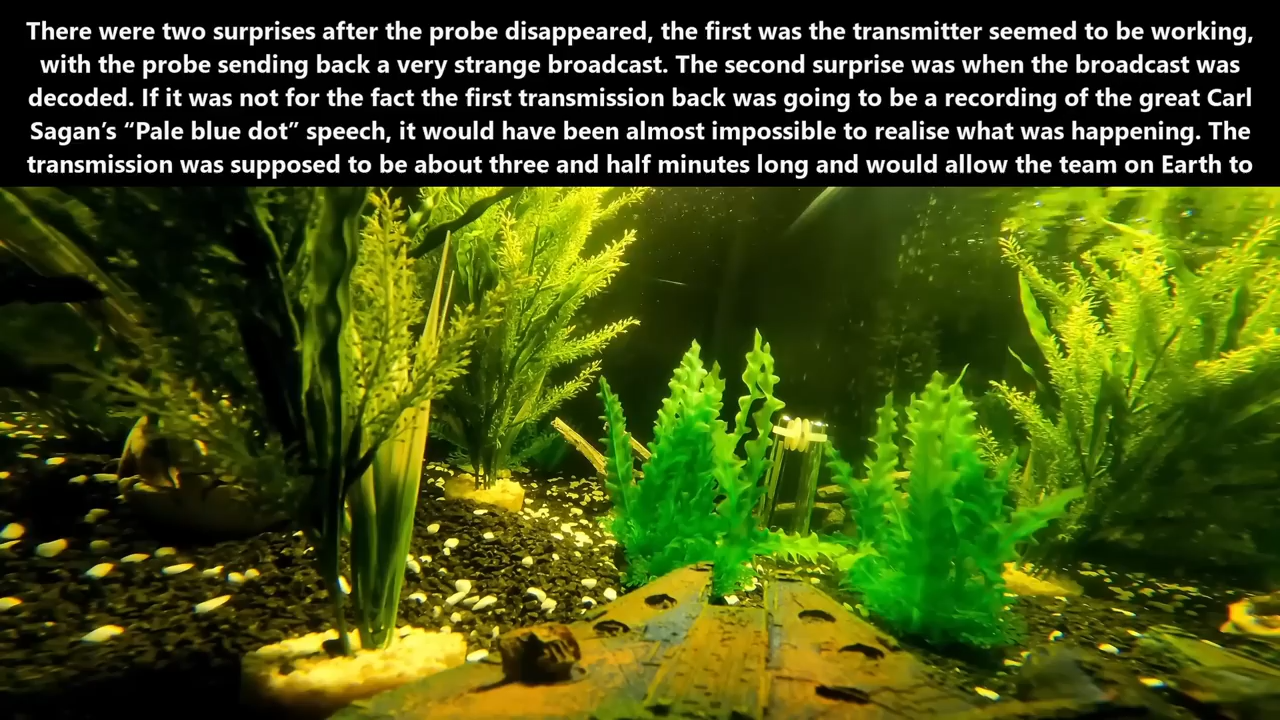 There were two surprises after the probe disappeared, the first was the transmitter seemed to be working,
with the probe sending back a very strange broadcast. The second surprise was when the broadcast was
decoded. If it was not for the fact the first transmission back was going to be a recording of the great Carl
Sagan’s “Pale blue dot” speech, it would have been almost impossible to realise what was happening. The
transmission was supposed to be about three and half minutes long and would allow the team on Earth to